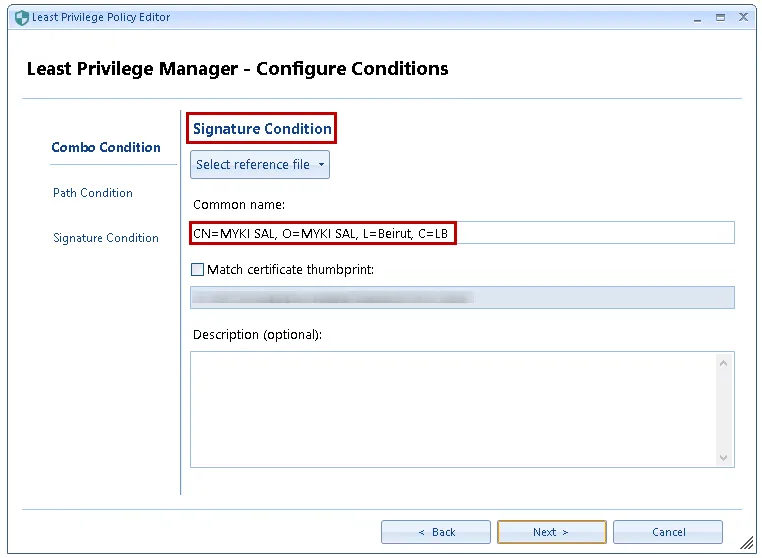 Least Privilege Policy Editor
Least Privilege Manager - Configure Conditions
Combo Condition
Path Condition
Signature Condition
Signature Condition
Select reference file
Common name:
CN=MYKI SAL, O=MYKI SAL, L=Beirut, C=LB
Match certificate thumbprint:
Description (optional):
< Back
Next >
Cancel